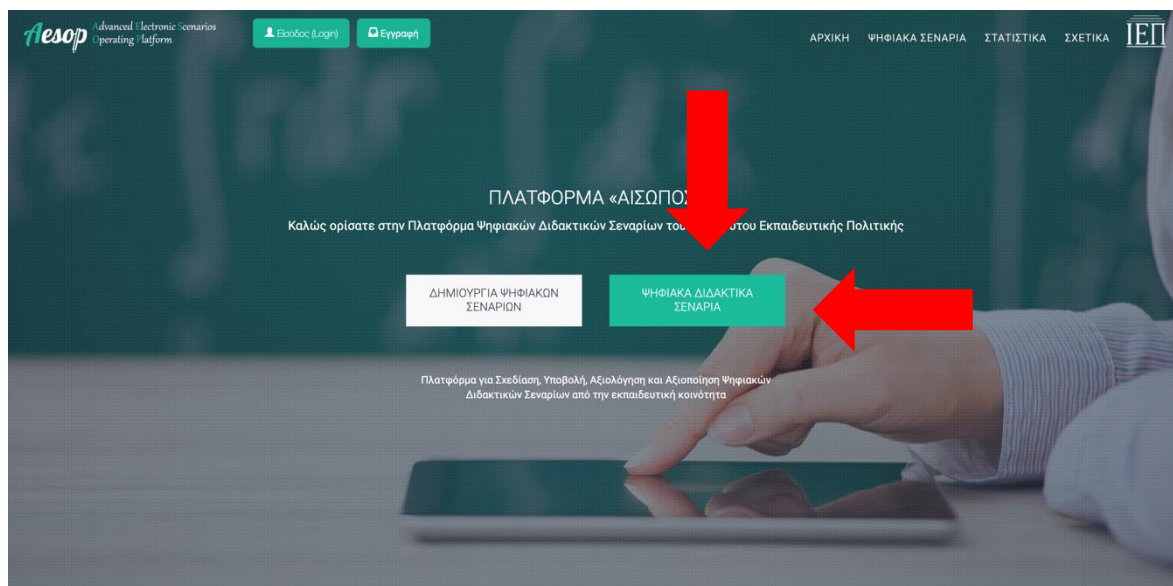 Aesop Advanced Electronic Scenarios
Operating Platform
Είσοδος (Login)
Εγγραφή
ΑΡΧΙΚΗ ΨΗΦΙΑΚΑ ΣΕΝΑΡΙΑ ΣΤΑΤΙΣΤΙΚΑ ΣΧΕΤΙΚΑ
ΙΕΠ
ΠΛΑΤΦΟΡΜΑ «ΑΙΣΩΠΟΣ
Καλώς ορίσατε στην Πλατφόρμα Ψηφιακών Διδακτικών Σεναρίων του Εκπαιδευτικής Πολιτικής
ΔΗΜΙΟΥΡΓΙΑ ΨΗΦΙΑΚΩΝ
ΣΕΝΑΡΙΩΝ
ΨΗΦΙΑΚΑ ΔΙΔΑΚΤΙΚΑ
ΣΕΝΑΡΙΑ
Πλατφόρμα για Σχεδίαση, Υποβολή, Αξιολόγηση και Αξιοποίηση Ψηφιακών
Διδακτικών Σεναρίων από την εκπαιδευτική κοινότητα